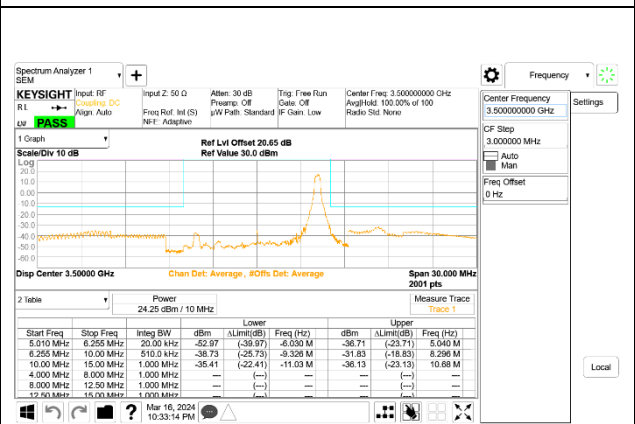 Spectrum Analyzer 1
SEM
+
Frequency
KEYSIGHT
Input: RF
Coupling: DC
Align: Auto
Input Z: 50 Ω
Freq Ref: Int (S)
NFE: Adaptive
Atten: 30 dB
Preamp: Off
µW Path: Standard
Trig: Free Run
Gate: Off
IF Gain: Low
Center Freq: 3.500000000 GHz
Avg|Hold: 100.00% of 100
Radio Std: None
R L
LVI PASS
Center Frequency
3.500000000 GHz
Settings
CF Step
3.000000 MHz
Auto
Man
Freq Offset
0 Hz
Local
1 Graph
Scale/Div 10 dB
Ref Lvl Offset 20.65 dB
Ref Value 30.0 dBm
Log
20.0
10.0
0.00
-10.0
-20.0
-30.0
-40.0
-50.0
-60.0
Disp Center 3.50000 GHz
Chan Det: Average , #Offs Det: Average
Span 30.000 MHz
2001 pts
2 Table
Power
24.25 dBm / 10 MHz
Measure Trace
Trace 1
Lower Upper
Start Freq Stop Freq Integ BW dBm ΔLimit(dB) Freq (Hz) dBm ΔLimit(dB) Freq (Hz)
5.010 MHz 6.255 MHz 20.00 kHz -52.97 (-39.97) -6.030 M -36.71 (-23.71) 5.040 M
6.255 MHz 10.00 MHz 510.0 kHz -38.73 (-25.73) -9.326 M -31.83 (-18.83) 8.296 M
10.00 MHz 15.00 MHz 1.000 MHz -35.41 (-22.41) -11.03 M -36.13 (-23.13) 10.68 M
4.000 MHz 8.000 MHz 1.000 MHz --- (---) --- --- (---) ---
8.000 MHz 12.50 MHz 1.000 MHz --- (---) --- --- (---) ---
12.50 MHz 15.00 MHz 1.000 MHz --- (---) --- --- (---) ---
?
Mar 16, 2024
10:33:14 PM